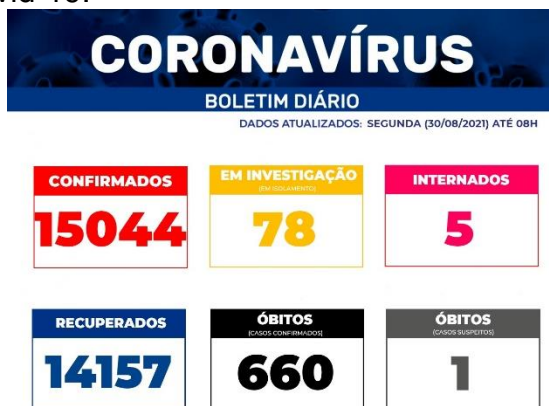 CORONAVÍRUS
BOLETIM DIÁRIO
DADOS ATUALIZADOS: SEGUNDA (30/08/2021) ATÉ 08H
CONFIRMADOS
15044
EM INVESTIGAÇÃO
(EM ISOLAMENTO)
78
INTERNADOS
5
RECUPERADOS
14157
ÓBITOS
(CASOS CONFIRMADOS)
660
ÓBITOS
(CASOS SUSPEITOS)
1